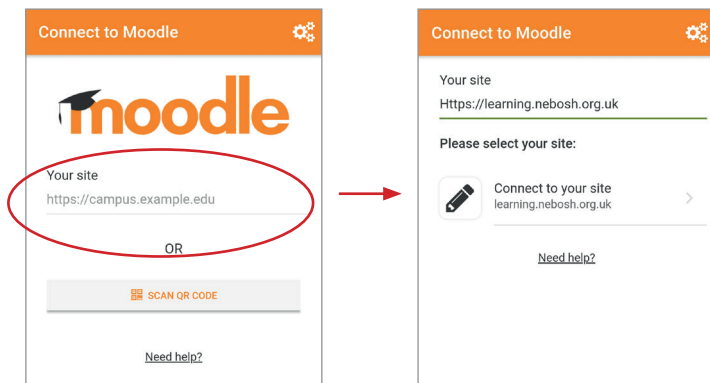 Connect to Moodle
moodle
Your site
https://campus.example.edu
OR
SCAN QR CODE
Need help?
Connect to Moodle
Your site
Https://learning.nebosh.org.uk
Please select your site:
Connect to your site
learning.nebosh.org.uk
Need help?